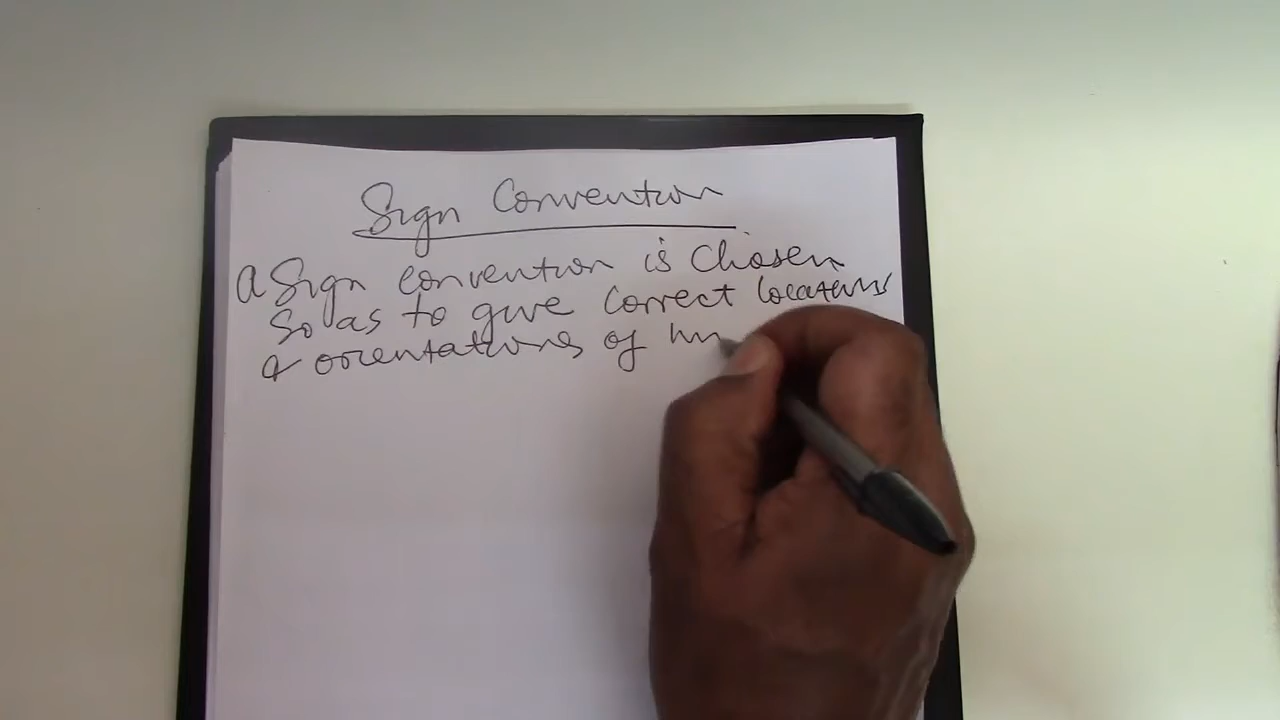 Sign Convention
a Sign convention is chosen
So as to give correct locations
& orientations of